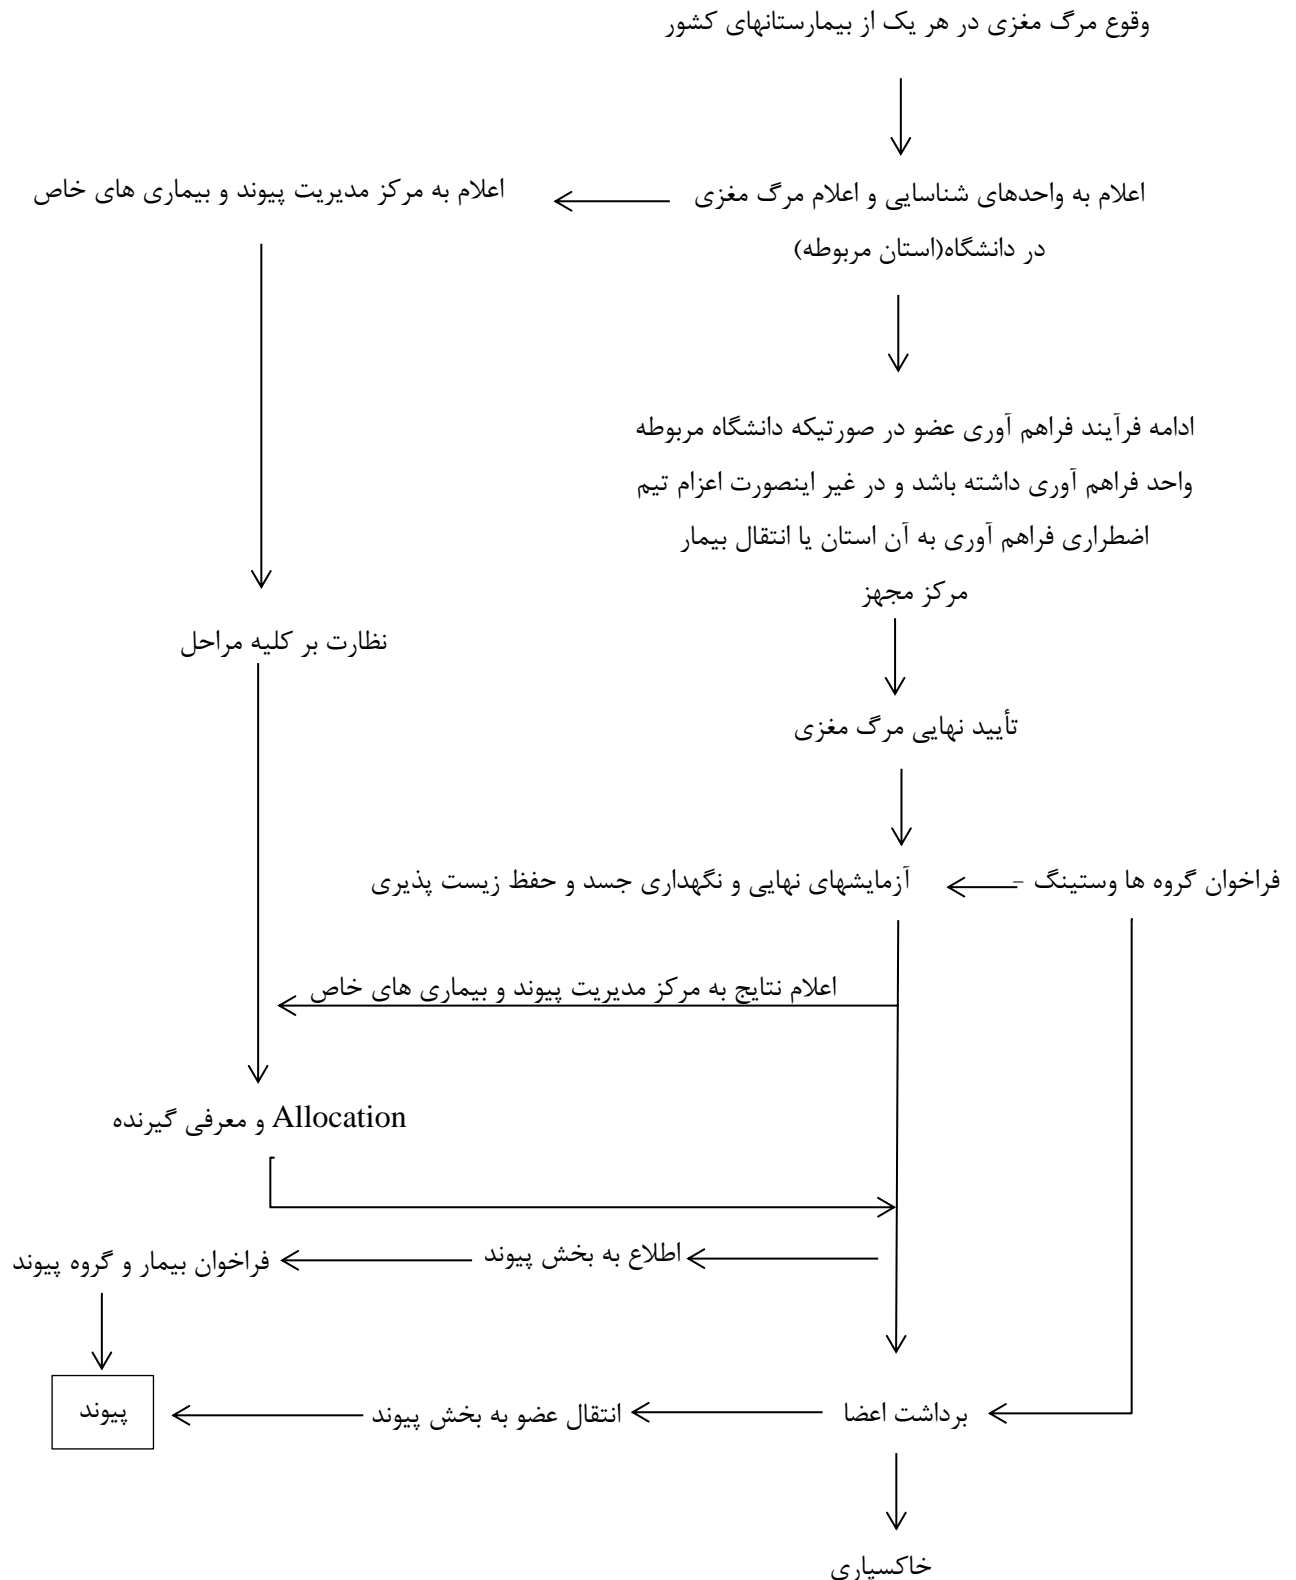 وقوع مرگ مغزی در هر یک از بیمارستانهای کشور
اعلام به واحدهای شناسایی و اعلام مرگ مغزی
در دانشگاه(استان مربوطه)
اعلام به مرکز مدیریت پیوند و بیماری های خاص
ادامه فرآیند فراهم آوری عضو در صورتیکه دانشگاه مربوطه
واحد فراهم آوری داشته باشد و در غیر اینصورت اعزام تیم
اضطراری فراهم آوری به آن استان یا انتقال بیمار
مرکز مجهز
نظارت بر کلیه مراحل
تأیید نهایی مرگ مغزی
فراخوان گروه ها وستینگ –
آزمایشهای نهایی و نگهداری جسد و حفظ زیست پذیری
اعلام نتایج به مرکز مدیریت پیوند و بیماری های خاص
Allocation و معرفی گیرنده
اطلاع به بخش پیوند
فراخوان بیمار و گروه پیوند
برداشت اعضا
انتقال عضو به بخش پیوند
پیوند
خاکسپاری